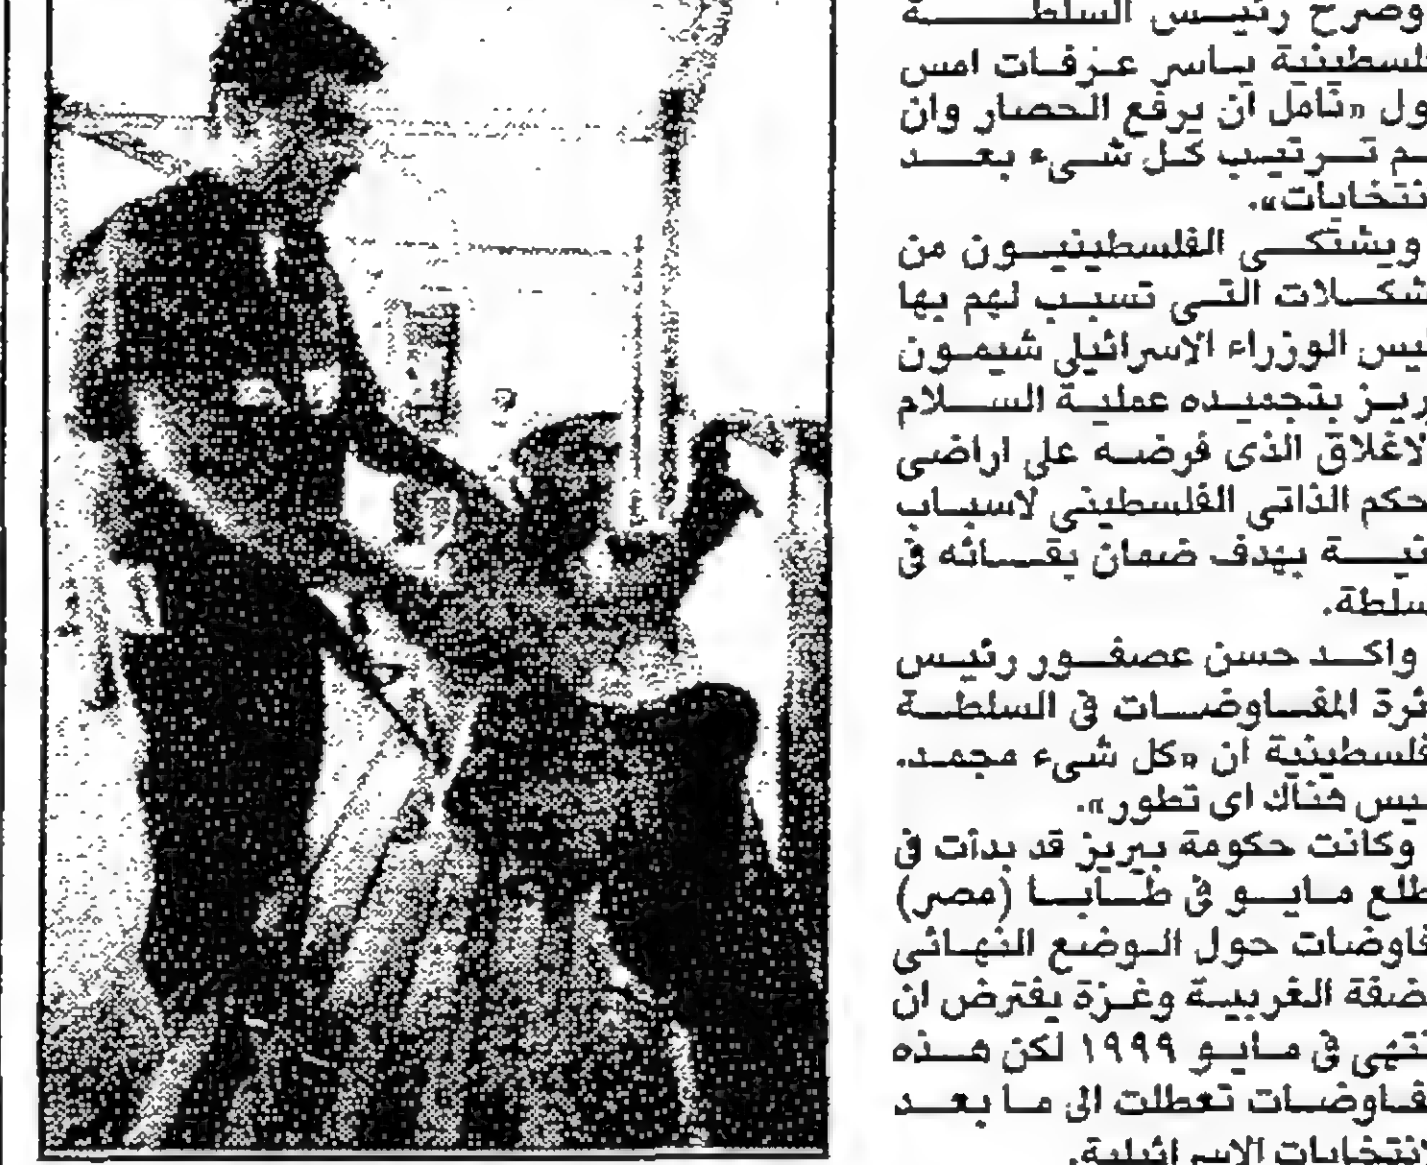 وصرح رئيس السلطة
لسطينية ياسر عرفات امس
ول «نأمل ان يرفع الحصار وان
ـم ترتيب كل شيء بعد
نتخابات».
ويشتكي الفلسطينيون من
شكلات التي تسبب لهم بها
يس الوزراء الاسرائيلي شيمون
ريز بتجميده عملية السلام
لاغلاق الذي فرضه على اراضي
حكم الذاتي الفلسطيني لاسباب
نية بهدف ضمان بقائه في
سلطة.
واكد حسن عصفور رئيس
ئرة المفاوضات في السلطة
فلسطينية ان «كل شيء مجمد.
يس هناك اي تطور».
وكانت حكومة بيريز قد بدأت في
طلع مايو في طابا (مصر)
فاوضات حول الوضع النهائي
ضفة الغربية وغزة يفترض ان
نتهي في مايو ١٩٩٩ لكن هذه
فاوضات تعطلت الى ما بعد
نتخابات الاسرائيلية.